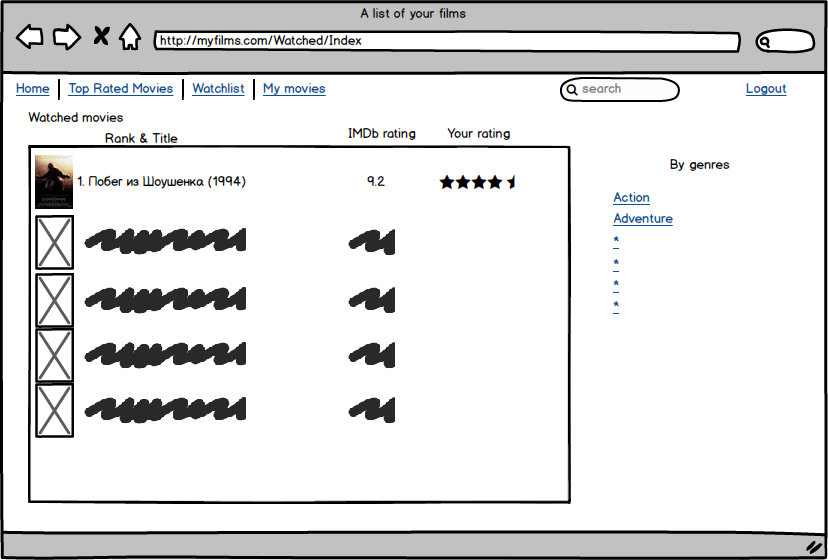 A list of your films
http://myfilms.com/Watched/Index
Home Top Rated Movies Watchlist My movies search Logout
Watched movies
Rank & Title IMDb rating Your rating
1. Побег из Шоушенка (1994) 9.2
By genres
Action
Adventure
*
*
*
*